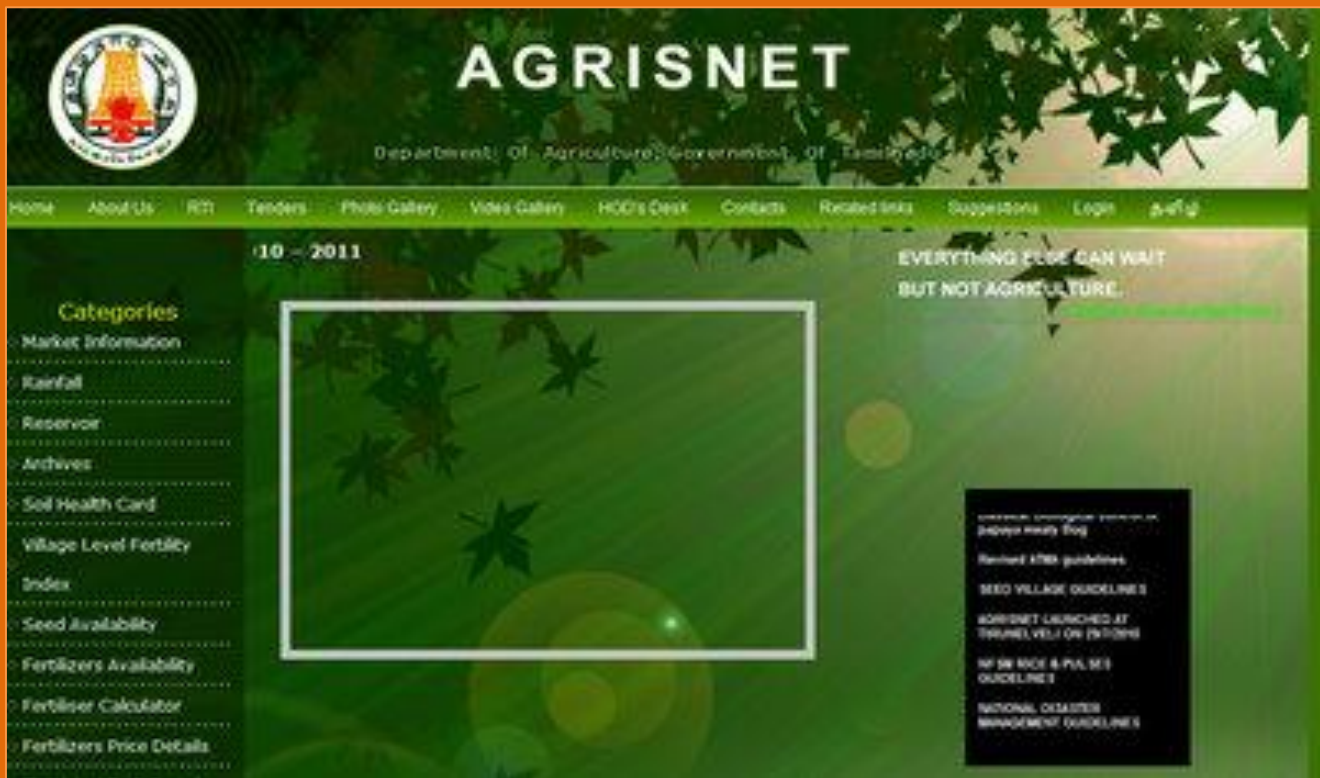 AGRISNET
Department Of Agriculture, Government Of Tamilnadu
Home About Us RTI Tenders Photo Gallery Video Gallery HOD's Desk Contacts Related links Suggestions Login தமிழ்
10 - 2011
EVERYTHING ELSE CAN WAIT
BUT NOT AGRICULTURE.
Categories
Market Information
Rainfall
Reservoir
Archives
Soil Health Card
Village Level Fertility
Index
Seed Availability
Fertilizers Availability
Fertiliser Calculator
Fertilizers Price Details
papaya mealy Bug
Revised ATMA guidelines
SEED VILLAGE GUIDELINES
AGRISNET LAUNCHED AT
TIRUNELVELI ON
NFSM RICE & PULSES
GUIDELINES
NATIONAL DISASTER
MANAGEMENT GUIDELINES